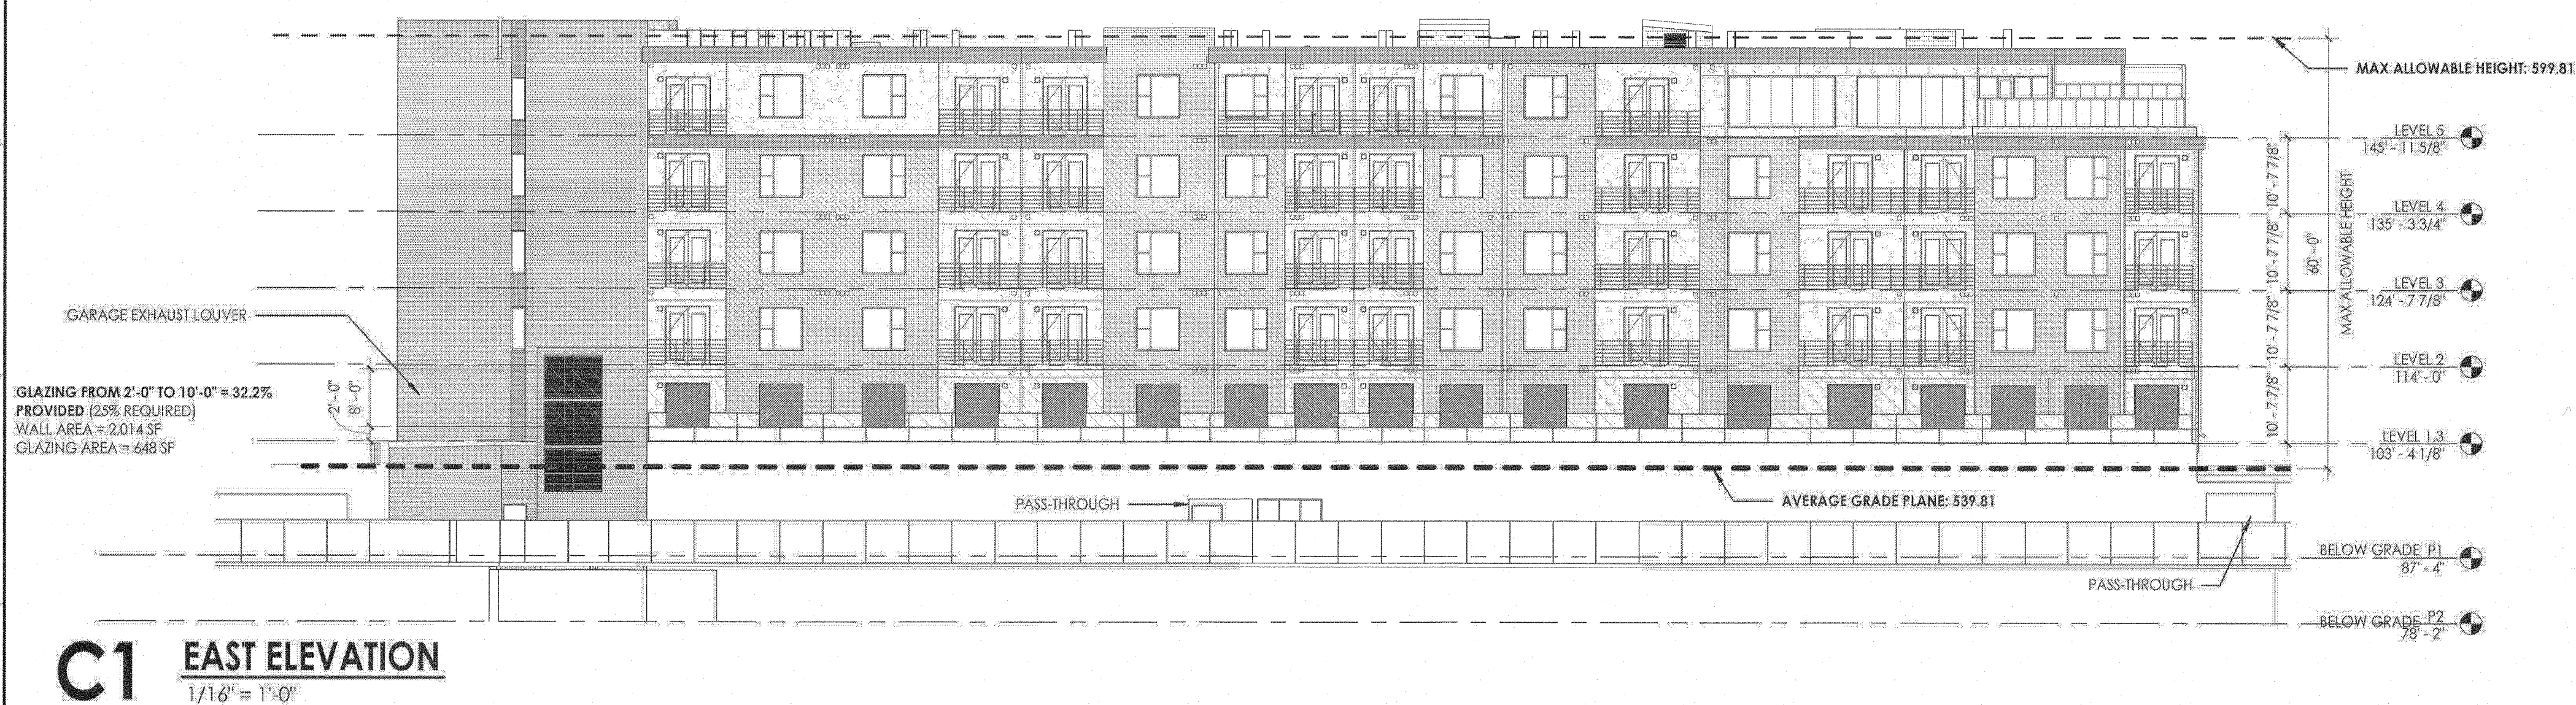 MAX ALLOWABLE HEIGHT: 599.81
LEVEL 5
145' - 11 5/8"
10' - 7 7/8"
LEVEL 4
135' - 3 3/4"
10' - 7 7/8"
MAX ALLOWABLE HEIGHT
60' - 0"
LEVEL 3
124' - 7 7/8"
10' - 7 7/8"
GARAGE EXHAUST LOUVER
LEVEL 2
114' - 0"
10' - 7 7/8"
GLAZING FROM 2'-0" TO 10'-0" = 32.2%
PROVIDED (25% REQUIRED)
WALL AREA = 2,014 SF
GLAZING AREA = 648 SF
2'-0"
8'-0"
LEVEL 1.3
103' - 4 1/8"
AVERAGE GRADE PLANE: 539.81
PASS-THROUGH
BELOW GRADE P1
87' - 4"
PASS-THROUGH
BELOW GRADE P2
78' - 2"
C1 EAST ELEVATION
1/16" = 1'-0"